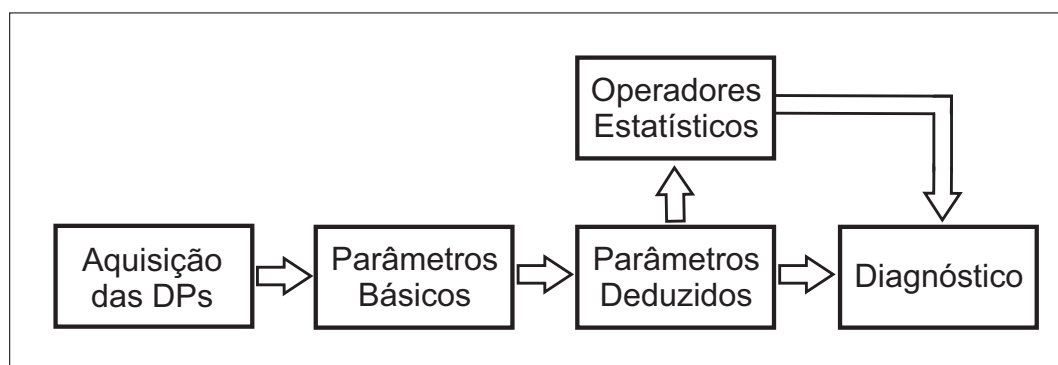 Operadores
Estatísticos
Aquisição
das DPs
Parâmetros
Básicos
Parâmetros
Deduzidos
Diagnóstico